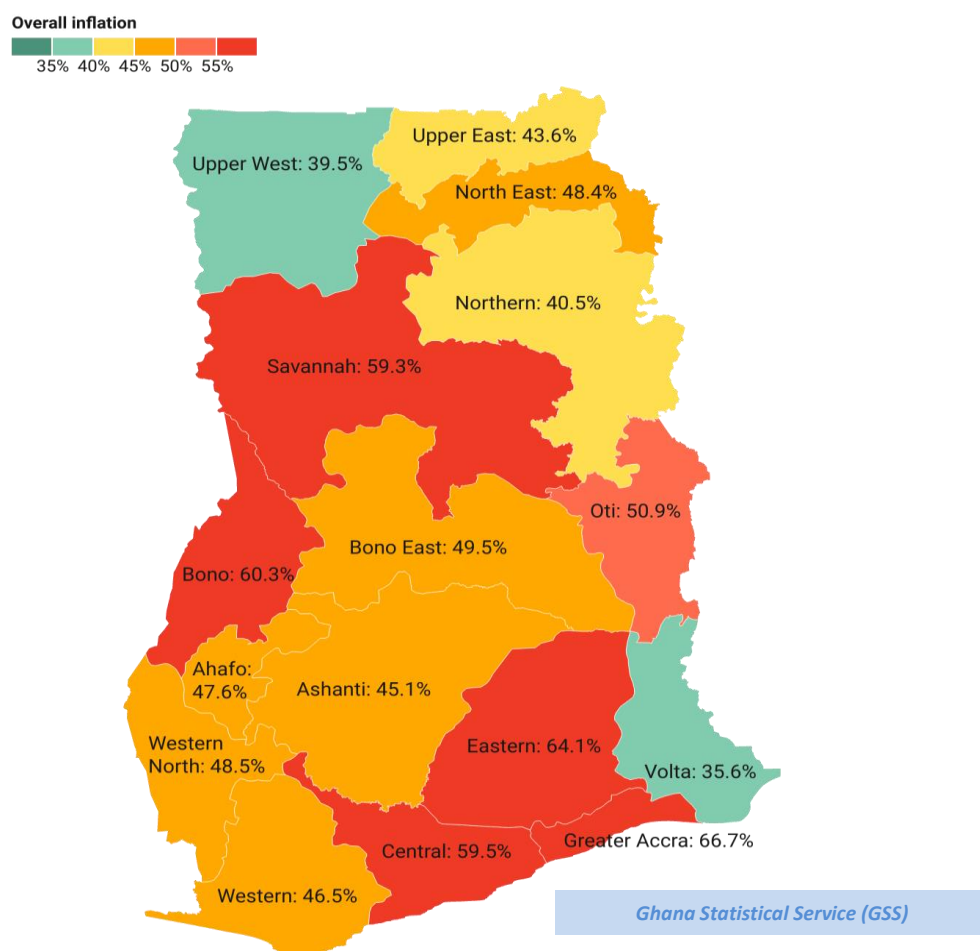 Overall inflation
35% 40% 45% 50% 55%
Upper East: 43.6%
Upper West: 39.5%
North East: 48.4%
Northern: 40.5%
Savannah: 59.3%
Oti: 50.9%
Bono East: 49.5%
Bono: 60.3%
Ahafo:
47.6%
Ashanti: 45.1%
Western
North: 48.5%
Eastern: 64.1%
Volta: 35.6%
Greater Accra: 66.7%
Central: 59.5%
Western: 46.5%
Ghana Statistical Service (GSS)